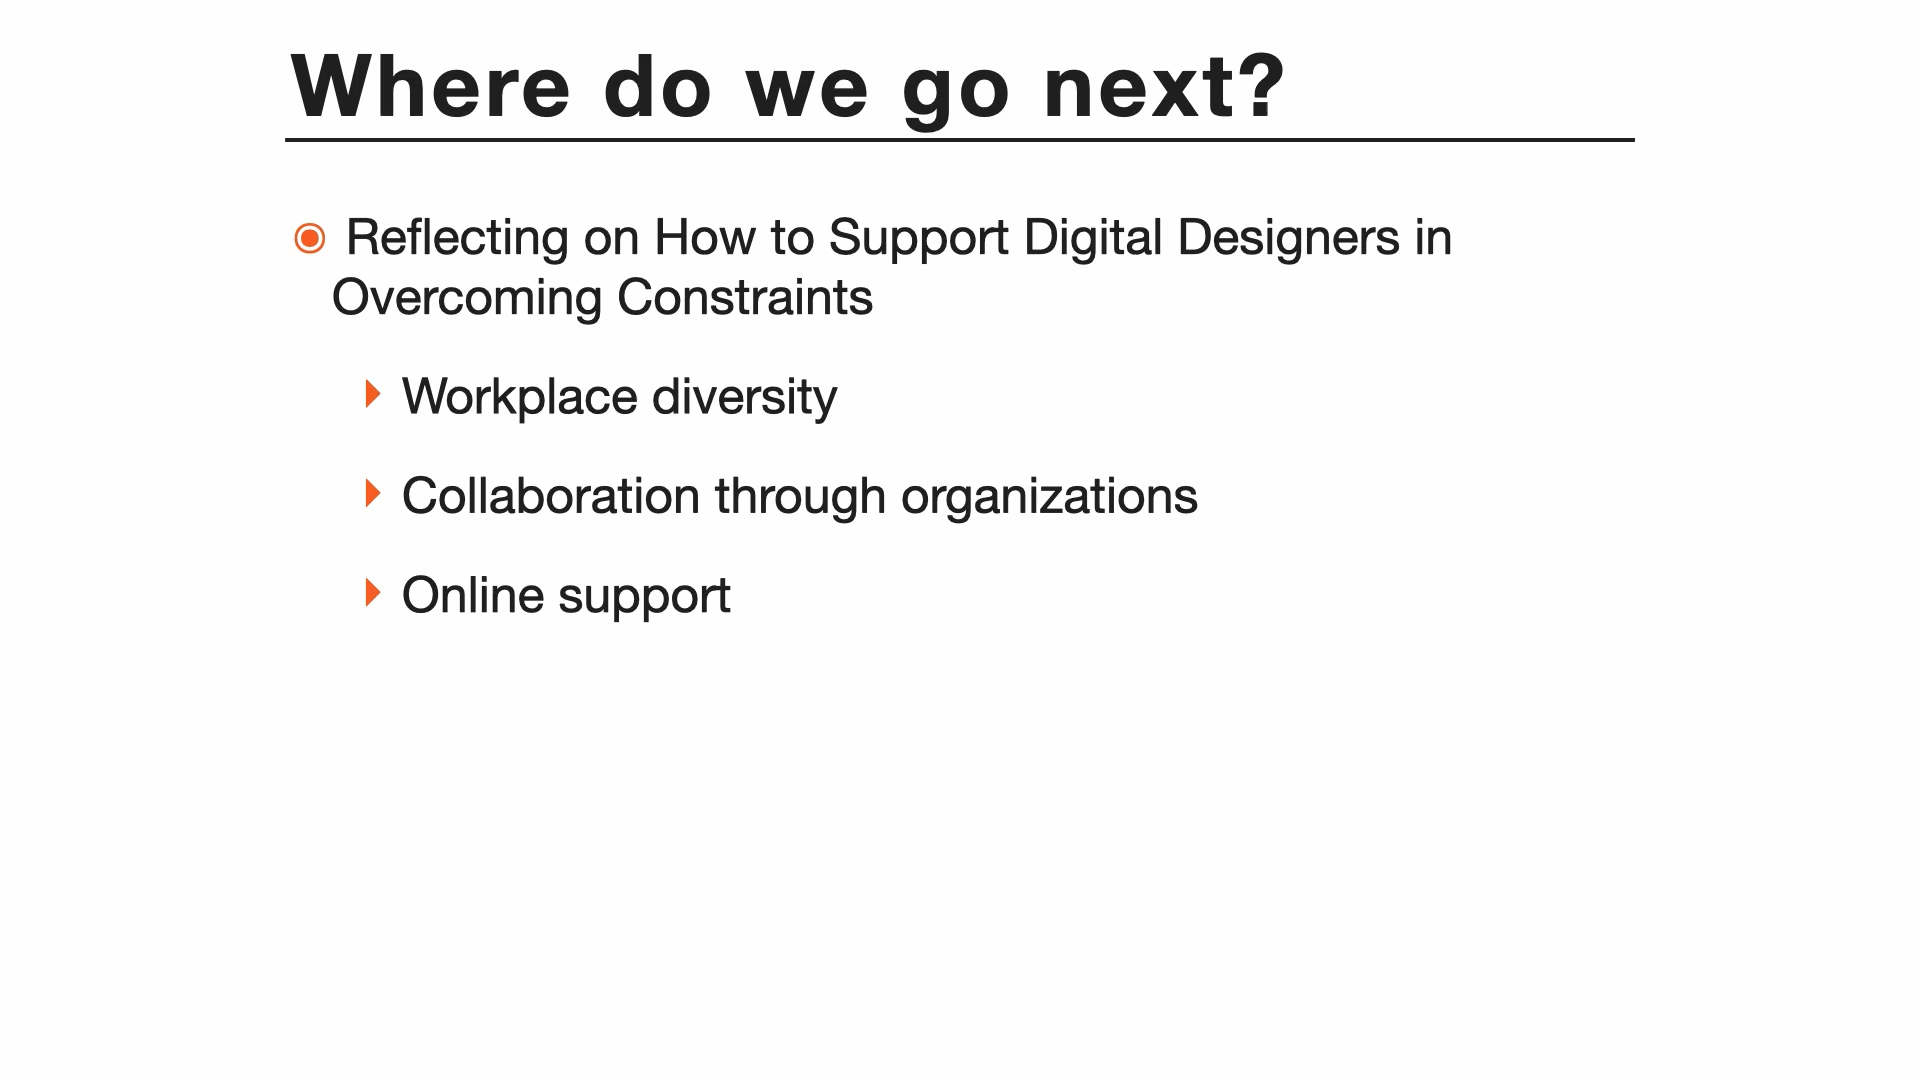 Where do we go next?
Reflecting on How to Support Digital Designers in
Overcoming Constraints
Workplace diversity
Collaboration through organizations
Online support